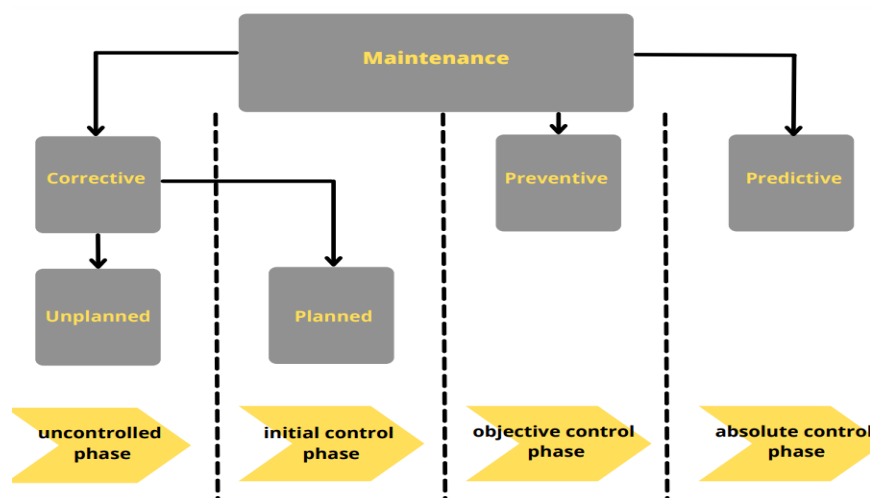 Maintenance
Corrective
Preventive
Predictive
Unplanned
Planned
uncontrolled
phase
initial control
phase
objective control
phase
absolute control
phase